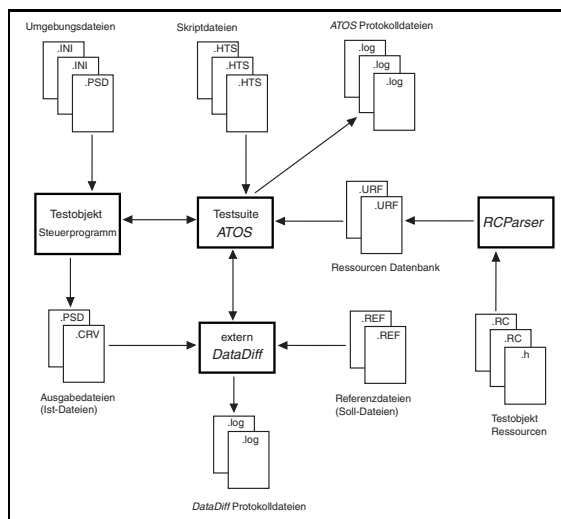 Umgebungsdateien
.INI
.INI
.PSD
Skriptdateien
.HTS
.HTS
.HTS
ATOS Protokolldateien
.log
.log
.log
Testobjekt
Steuerprogramm
Testsuite
ATOS
.URF
.URF
Ressourcen Datenbank
RCParser
.PSD
.CRV
Ausgabedateien
(Ist-Dateien)
extern
DataDiff
.REF
.REF
Referenzdateien
(Soll-Dateien)
.RC
.RC
.h
Testobjekt
Ressourcen
.log
.log
DataDiff Protokolldateien